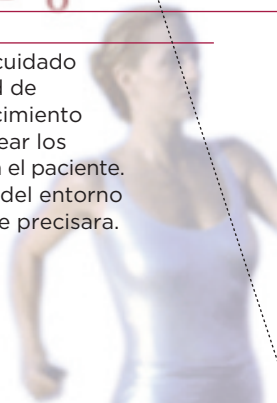 cuidado
d de
cimiento
ear los
el paciente.
del entorno
e precisara.